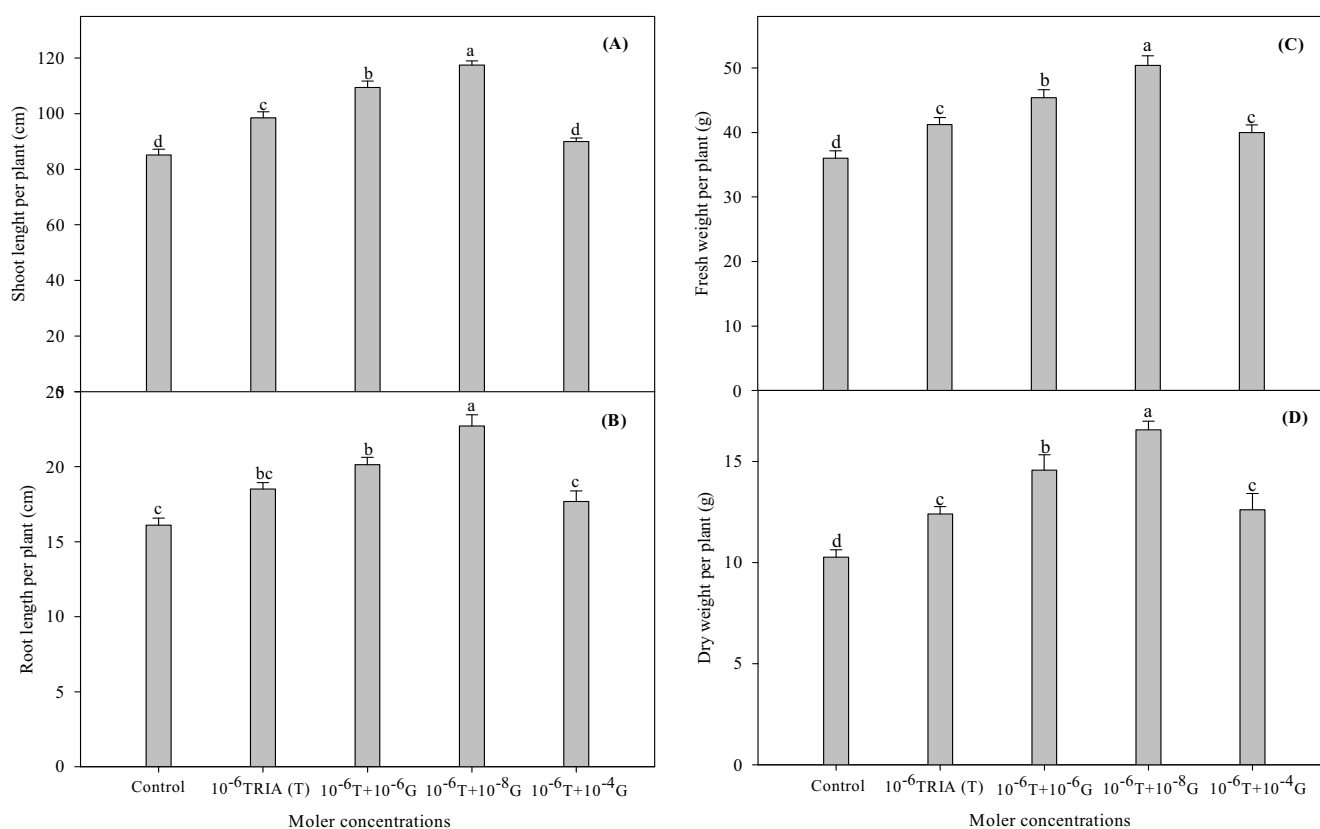 (A)
Shoot lenght per plant (cm)
120
100
80
60
40
20
0
d
c
b
a
d
(B)
Root length per plant (cm)
25
20
15
10
5
0
c
bc
b
a
c
Control
10⁻⁶TRIA (T)
10⁻⁶T+10⁻⁶G
10⁻⁶T+10⁻⁸G
10⁻⁶T+10⁻⁴G
Moler concentrations
(C)
Fresh weight per plant (g)
50
40
30
20
10
0
d
c
b
a
c
(D)
Dry weight per plant (g)
15
10
5
0
d
c
b
a
c
Control
10⁻⁶TRIA (T)
10⁻⁶T+10⁻⁶G
10⁻⁶T+10⁻⁸G
10⁻⁶T+10⁻⁴G
Moler concentrations